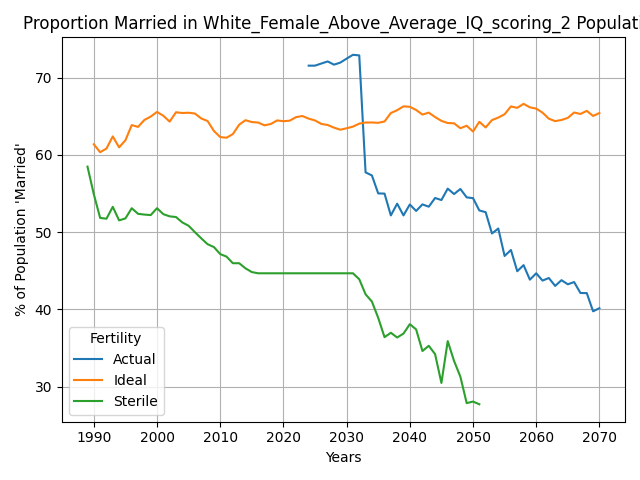 Proportion Married in White_Female_Above_Average_IQ_scoring_2 Populati
% of Population 'Married'
70
60
50
40
30
Fertility
Actual
Ideal
Sterile
1990 2000 2010 2020 2030 2040 2050 2060 2070
Years